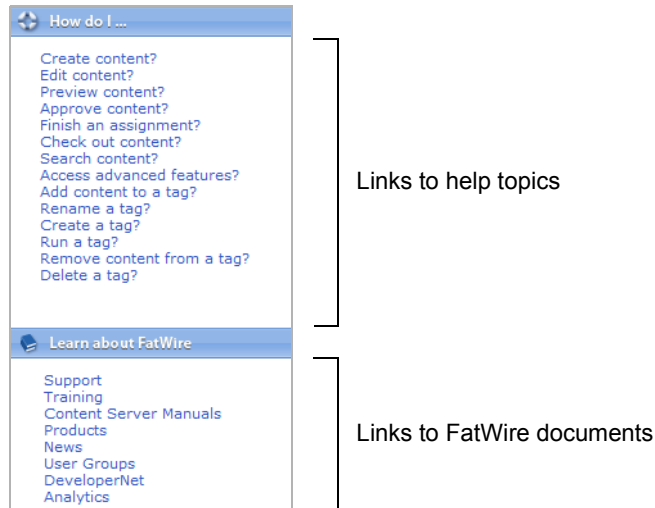 How do I ...
Create content?
Edit content?
Preview content?
Approve content?
Finish an assignment?
Check out content?
Search content?
Access advanced features?
Add content to a tag?
Rename a tag?
Create a tag?
Run a tag?
Remove content from a tag?
Delete a tag?
Links to help topics
Learn about FatWire
Support
Training
Content Server Manuals
Products
News
User Groups
DeveloperNet
Analytics
Links to FatWire documents